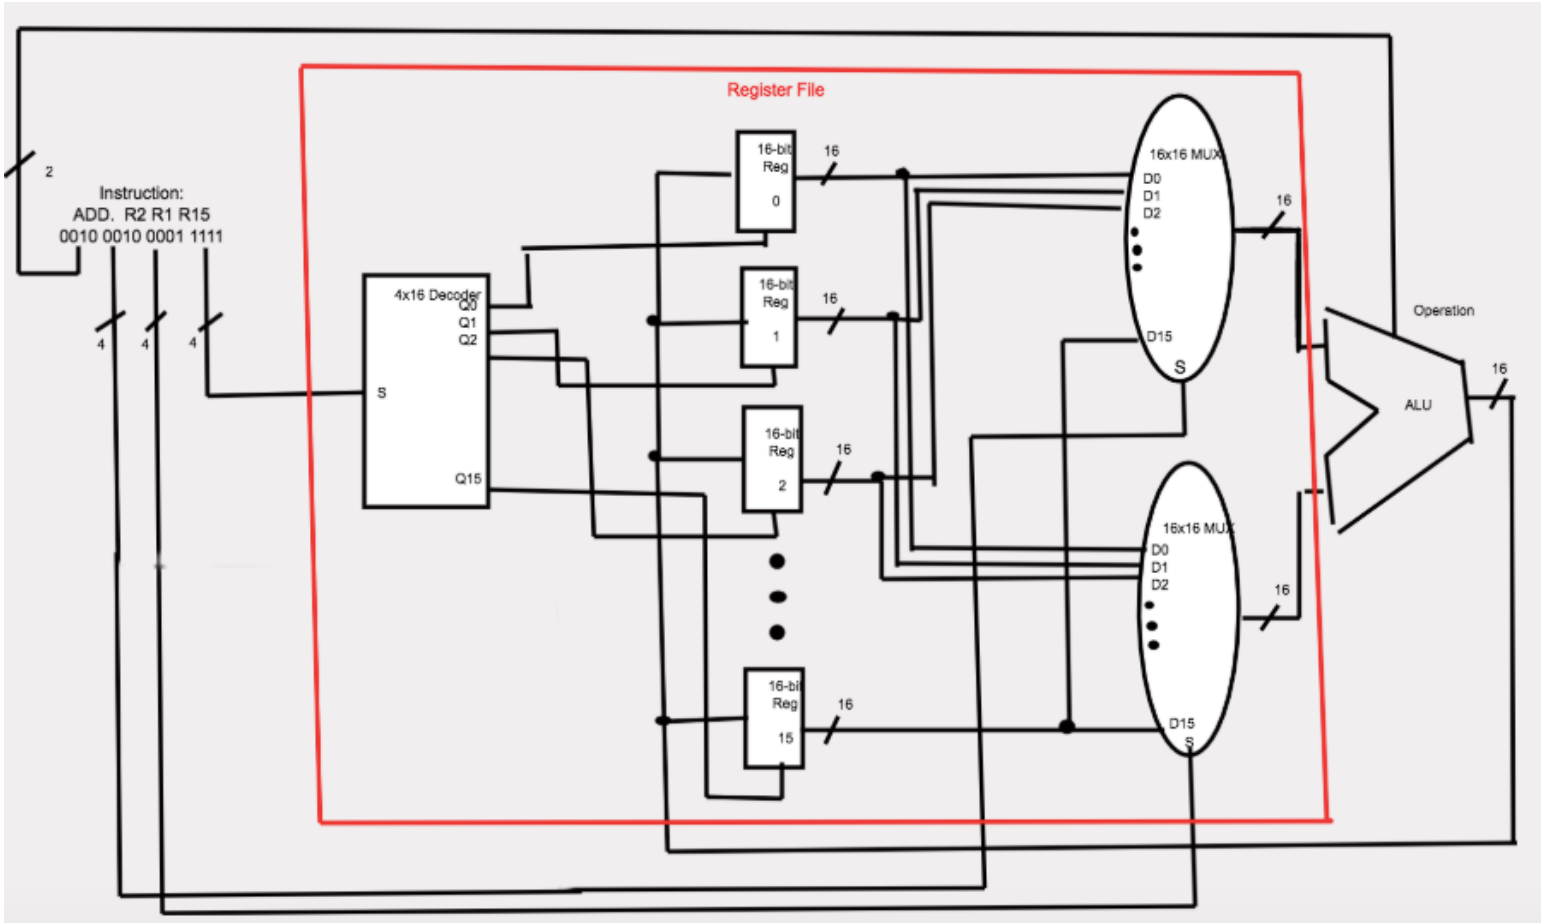 Register File
2
Instruction:
ADD. R2 R1 R15
0010 0010 0001 1111
4
4
4
4x16 Decoder
Q0
Q1
Q2
S
Q15
16-bit
Reg
0
16
16-bit
Reg
1
16
16-bit
Reg
2
16
16-bit
Reg
15
16
16x16 MUX
D0
D1
D2
D15
S
16
16x16 MUX
D0
D1
D2
D15
S
16
Operation
ALU
16